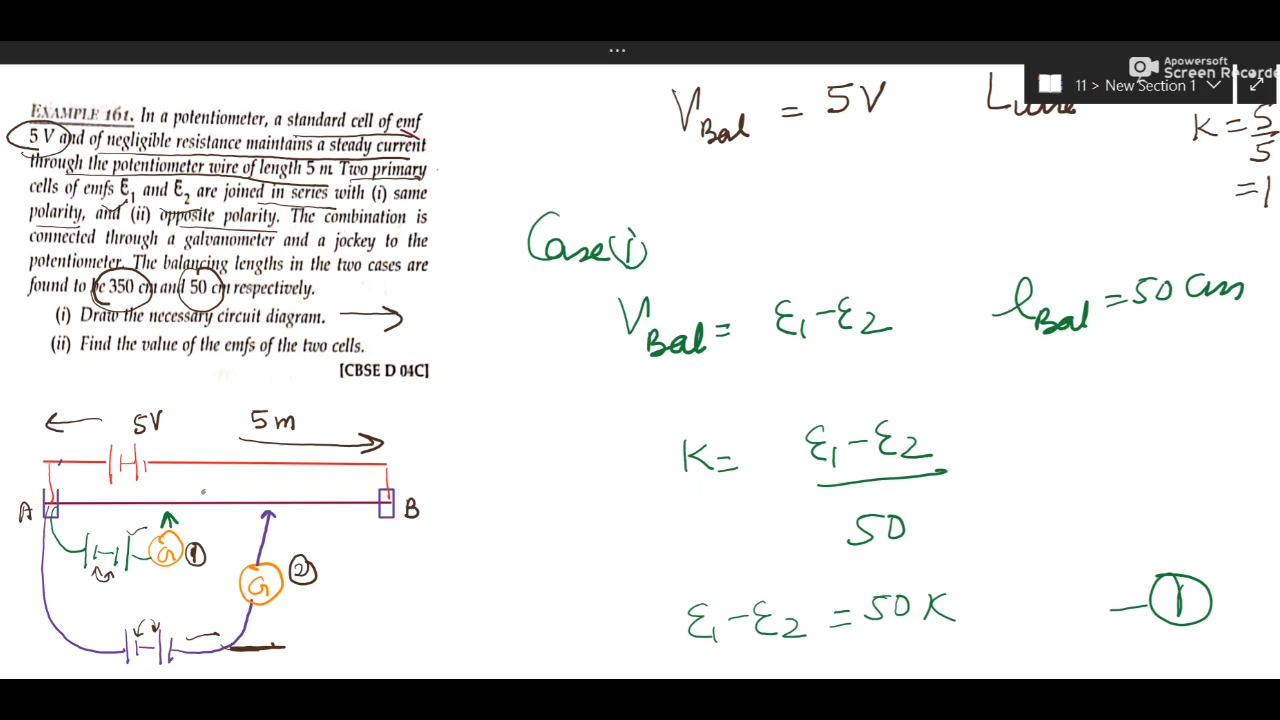 Apowersoft
Screen Recorde
11 > New Section 1
EXAMPLE 161. In a potentiometer, a standard cell of emf
5 V and of negligible resistance maintains a steady current
through the potentiometer wire of length 5 m. Two primary
cells of emfs ε₁ and ε₂ are joined in series with (i) same
polarity, and (ii) opposite polarity. The combination is
connected through a galvanometer and a jockey to the
potentiometer. The balancing lengths in the two cases are
found to be 350 cm and 50 cm respectively.
(i) Draw the necessary circuit diagram.
(ii) Find the value of the emfs of the two cells.
[CBSE D 04C]
5V
5m
A
B
G
1
G
2
V Bal = 5V
K = 5/5
= 1
Case(i)
V Bal = ε₁-ε₂
l Bal = 50 cm
K = ε₁-ε₂
50
ε₁-ε₂ = 50 K
1